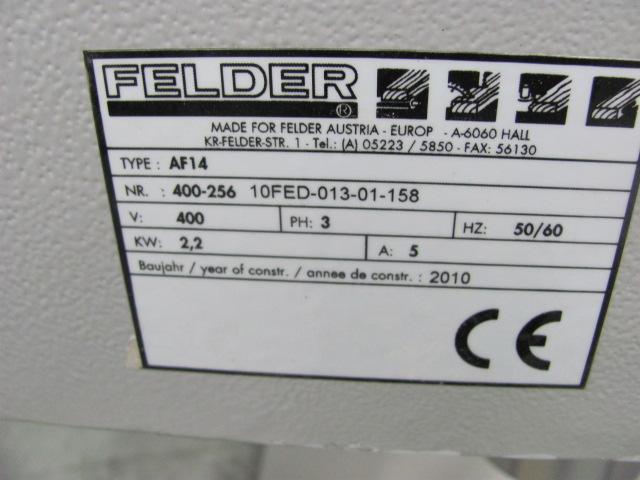 FELDER ®
MADE FOR FELDER AUSTRIA - EUROP - A-6060 HALL
KR-FELDER-STR. 1 - Tel.: (A) 05223 / 5850 - FAX: 56130
TYPE : AF14
NR. : 400-256 10FED-013-01-158
V: 400 PH: 3 HZ: 50/60
KW: 2,2 A: 5
Baujahr / year of constr. / annee de constr. : 2010
CE